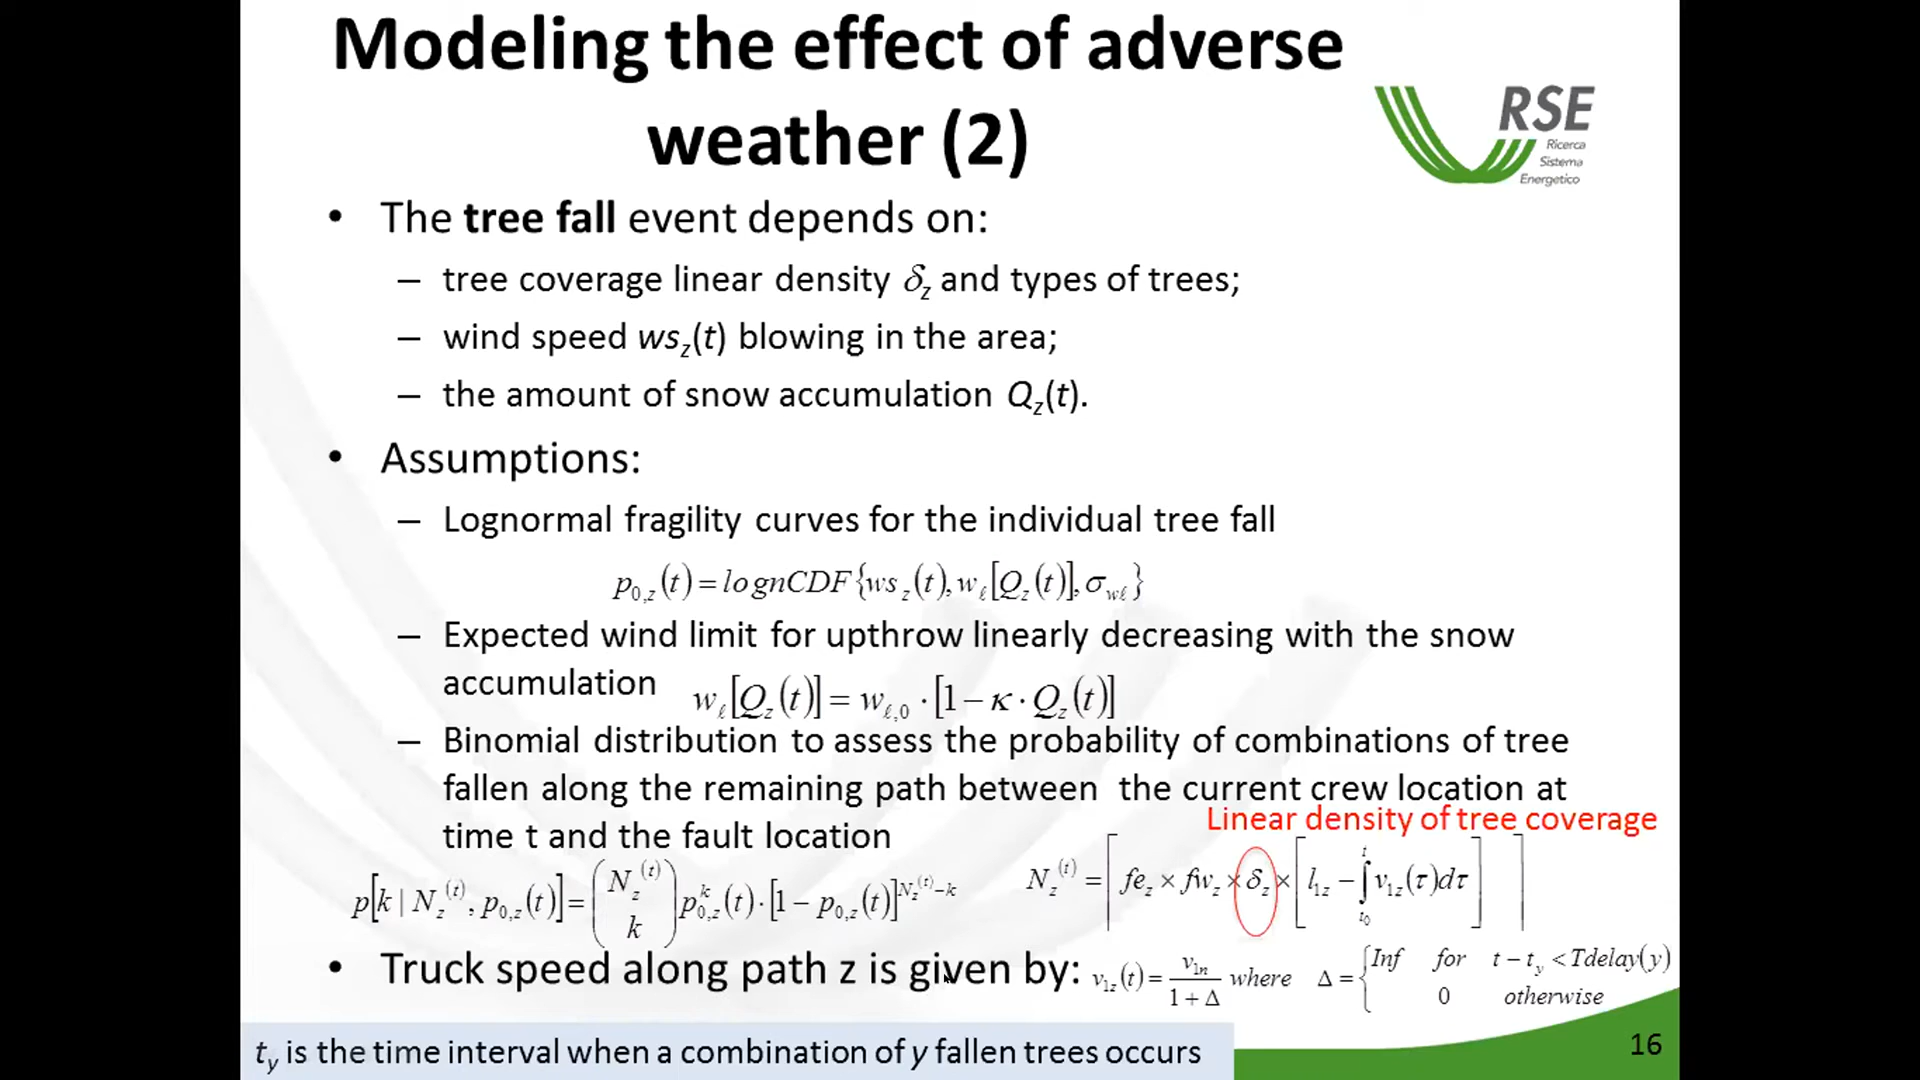 Modeling the effect of adverse
weather (2)
RSE
Ricerca
Sistema
Energetico
• The tree fall event depends on:
– tree coverage linear density δz and types of trees;
– wind speed wsz(t) blowing in the area;
– the amount of snow accumulation Qz(t).
• Assumptions:
– Lognormal fragility curves for the individual tree fall
p0,z(t) = lognCDF{wsz(t), wℓ[Qz(t)], σwℓ}
– Expected wind limit for upthrow linearly decreasing with the snow
accumulation wℓ[Qz(t)] = wℓ,0 · [1 − κ · Qz(t)]
– Binomial distribution to assess the probability of combinations of tree
fallen along the remaining path between the current crew location at
time t and the fault location
Linear density of tree coverage
p[k | Nz(t), p0,z(t)] = (Nz(t) k) p0,z^k(t) · [1 − p0,z(t)]^(Nz(t)−k)
Nz(t) = ⌈fez × fwz × δz × [l1z − ∫t0^t v1z(τ)dτ]⌉
• Truck speed along path z is given by: v1z(t) = v1n / (1 + Δ) where Δ = { Inf for t − ty < Tdelay(y)
0 otherwise
ty is the time interval when a combination of y fallen trees occurs
16